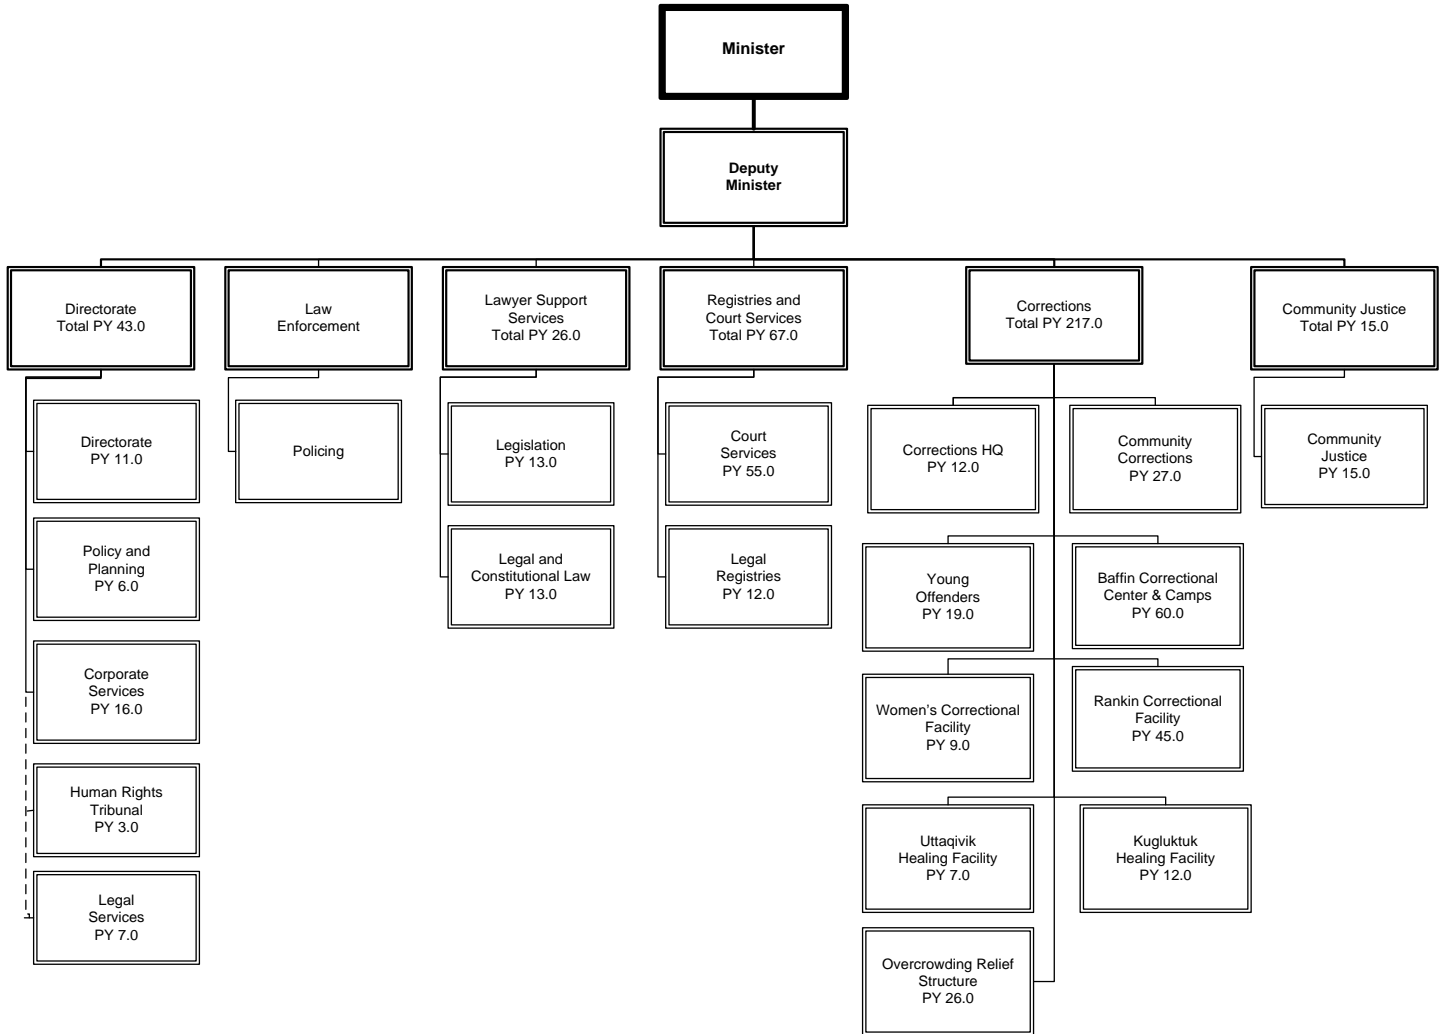 Minister
Deputy
Minister
Directorate
Total PY 43.0
Law
Enforcement
Lawyer Support
Services
Total PY 26.0
Registries and
Court Services
Total PY 67.0
Corrections
Total PY 217.0
Community Justice
Total PY 15.0
Directorate
PY 11.0
Policing
Legislation
PY 13.0
Court
Services
PY 55.0
Corrections HQ
PY 12.0
Community
Corrections
PY 27.0
Community
Justice
PY 15.0
Policy and
Planning
PY 6.0
Legal and
Constitutional Law
PY 13.0
Legal
Registries
PY 12.0
Young
Offenders
PY 19.0
Baffin Correctional
Center & Camps
PY 60.0
Corporate
Services
PY 16.0
Women's Correctional
Facility
PY 9.0
Rankin Correctional
Facility
PY 45.0
Human Rights
Tribunal
PY 3.0
Uttaqivik
Healing Facility
PY 7.0
Kugluktuk
Healing Facility
PY 12.0
Legal
Services
PY 7.0
Overcrowding Relief
Structure
PY 26.0